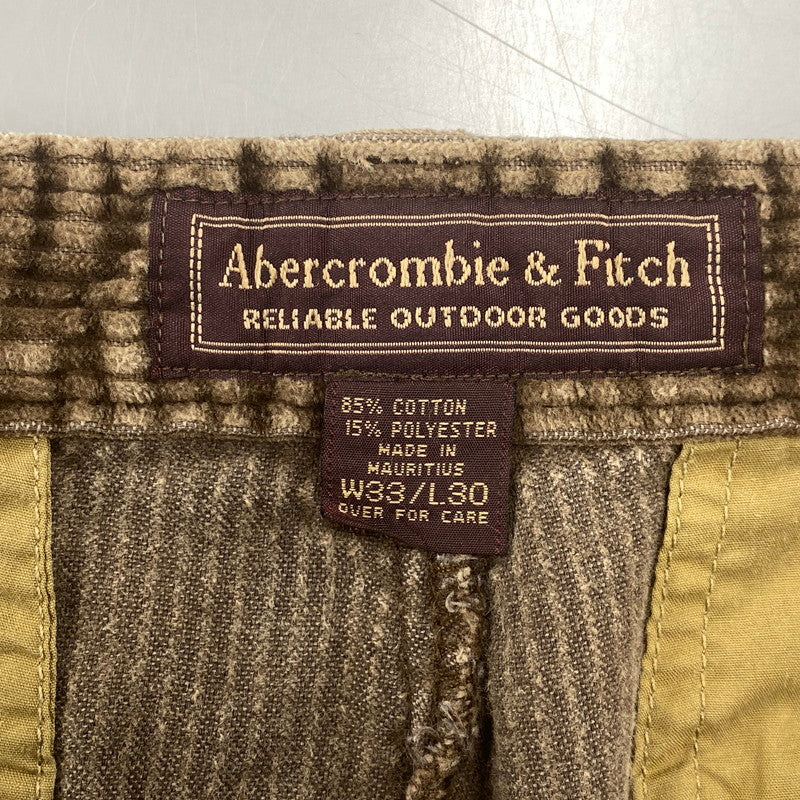 Abercrombie & Fitch
RELIABLE OUTDOOR GOODS
85% COTTON
15% POLYESTER
MADE IN
MAURITIUS
W33/L30
OVER FOR CARE